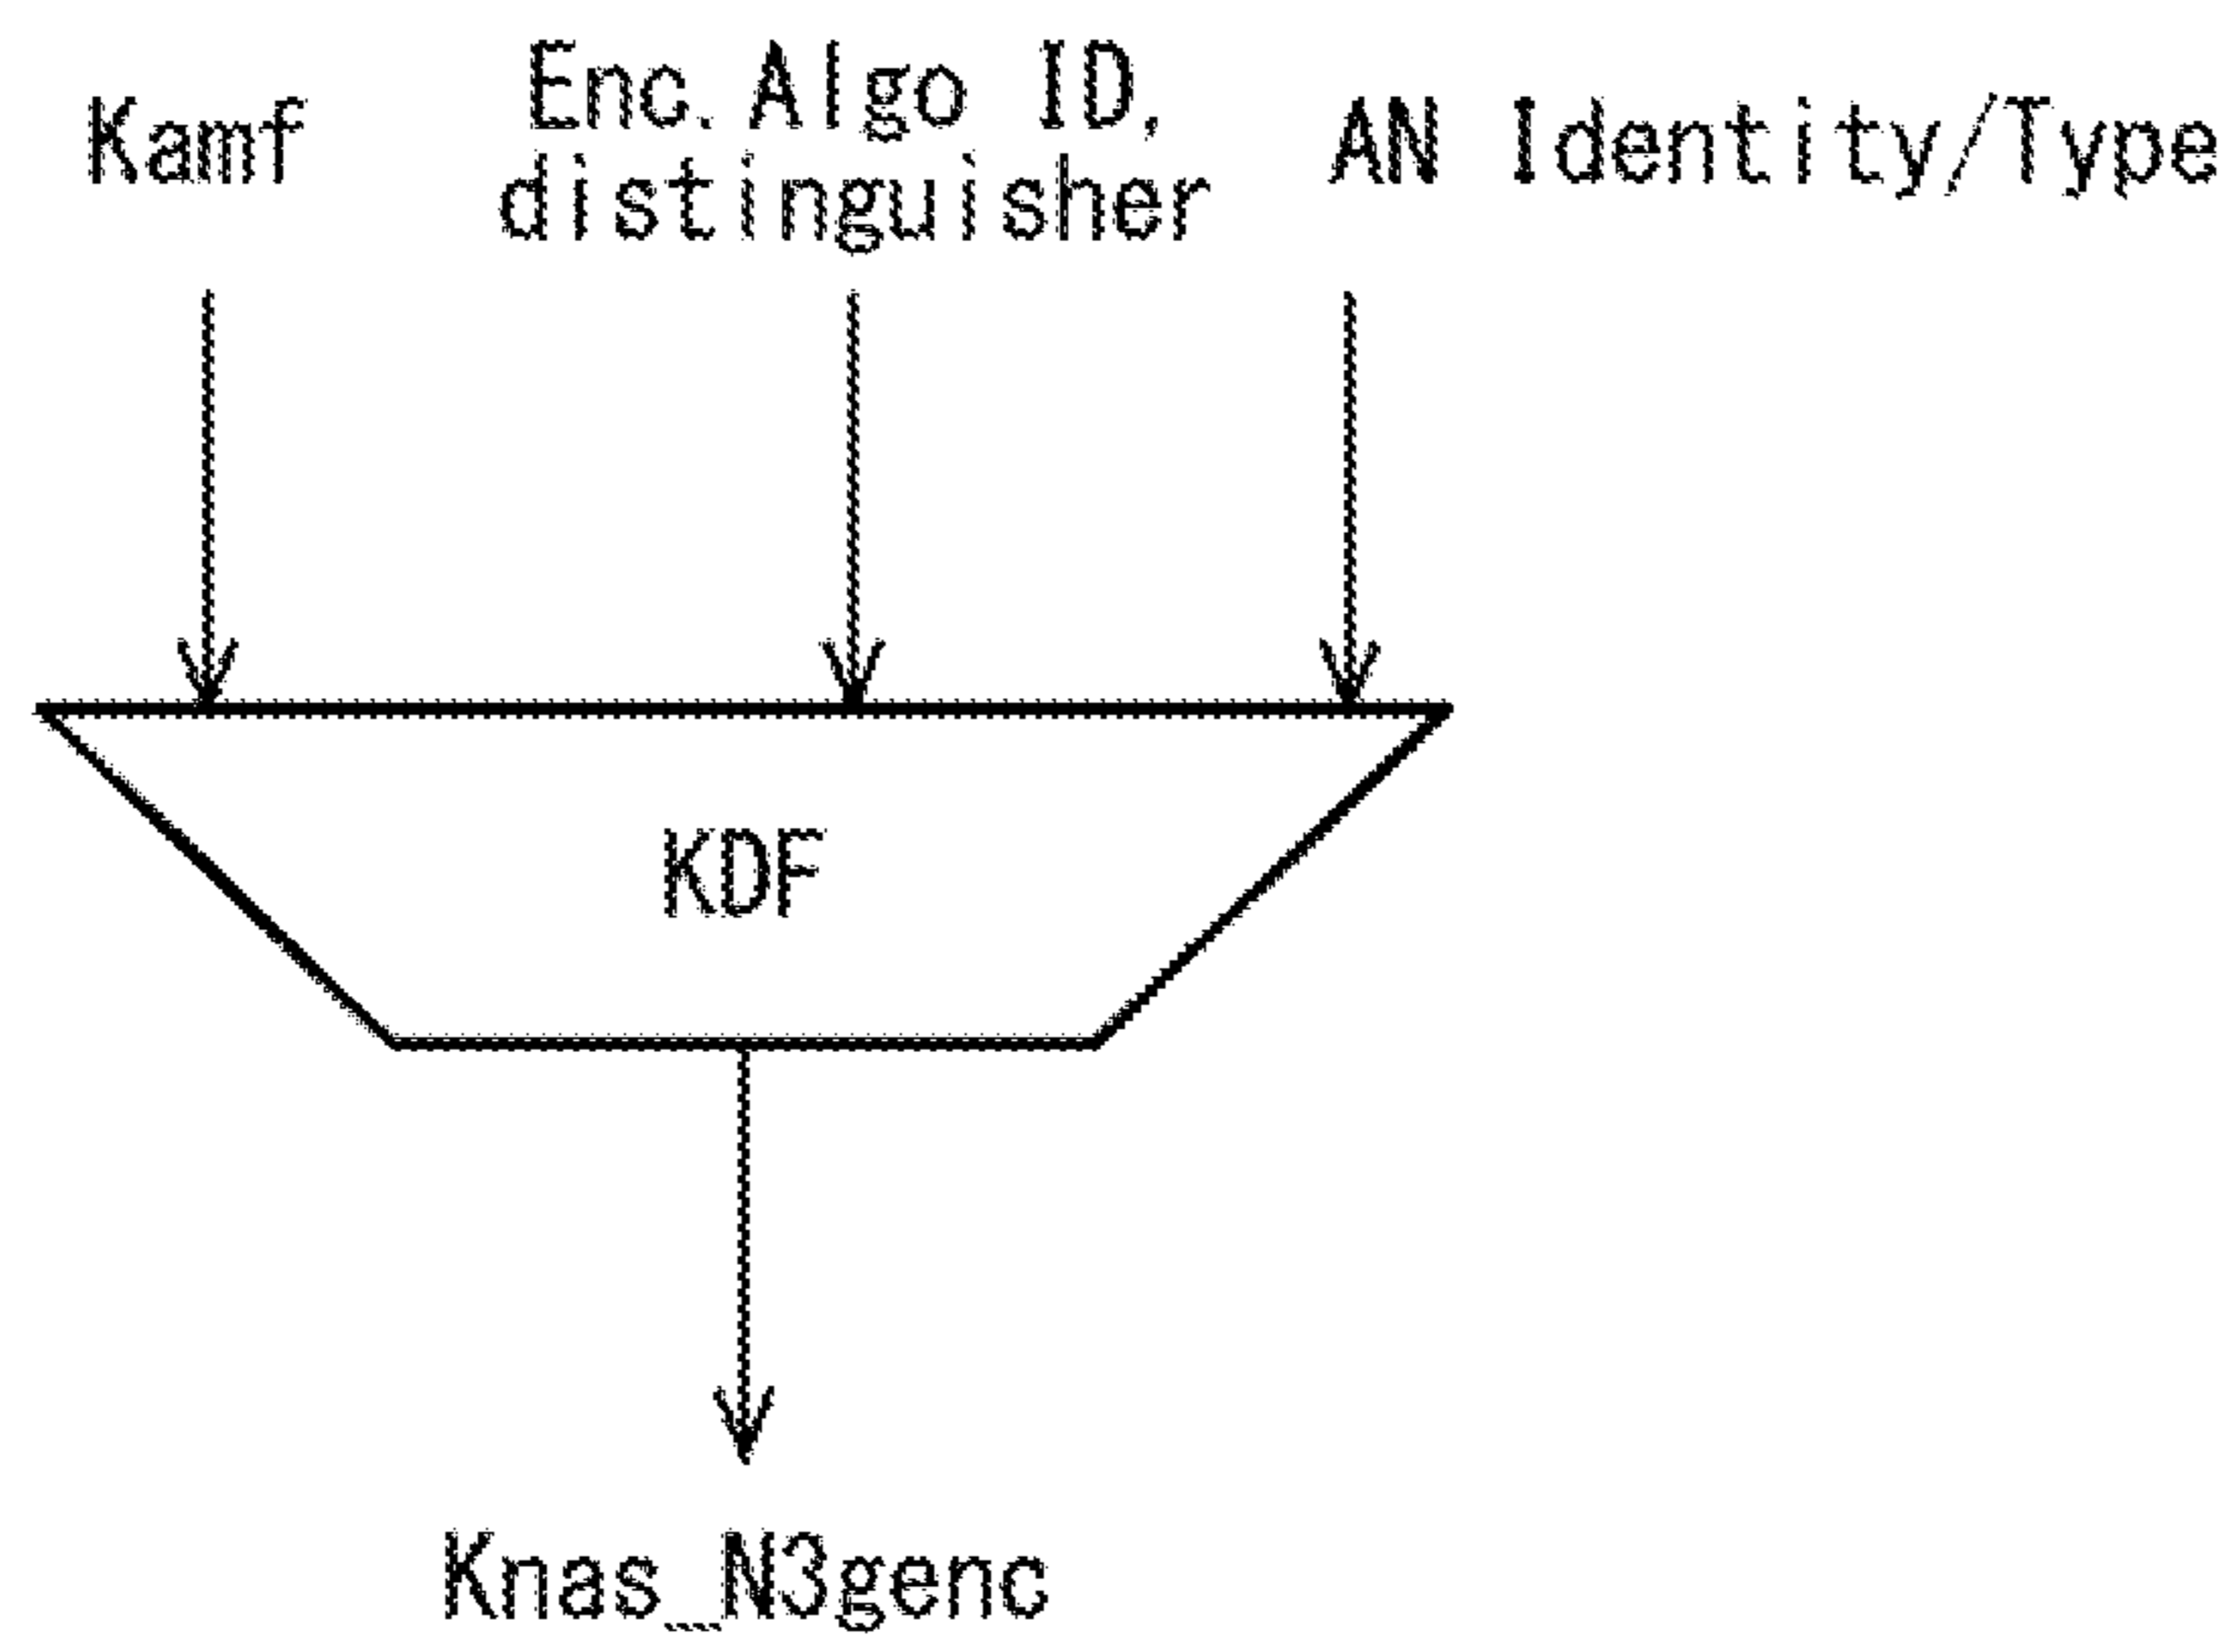 Kamf
Enc. Algo ID,
distinguisher
AN Identity/Type
KDF
Knas_N3genc